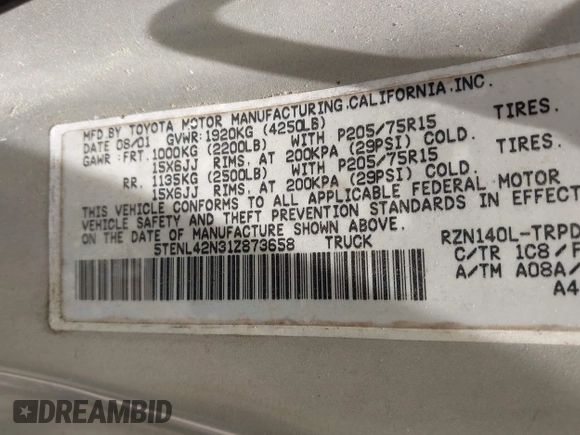 MFD BY TOYOTA MOTOR MANUFACTURING, CALIFORNIA, INC.
DATE 08/01 GVWR: 1920KG (4250LB)
GAWR: FRT. 1000KG (2200LB) WITH P205/75R15 TIRES.
15X6JJ RIMS, AT 200KPA (29PSI) COLD.
RR. 1135KG (2500LB) WITH P205/75R15 TIRES.
15X6JJ RIMS, AT 200KPA (29PSI) COLD.
THIS VEHICLE CONFORMS TO ALL APPLICABLE FEDERAL MOTOR
VEHICLE SAFETY AND THEFT PREVENTION STANDARDS IN EFFECT
ON THE DATE OF MANUFACTURE SHOWN ABOVE.
5TENL42N31Z873658 TRUCK
RZN140L-TRPD
C/TR 1C8/F
A/TM A08A/
A4
DREAMBID